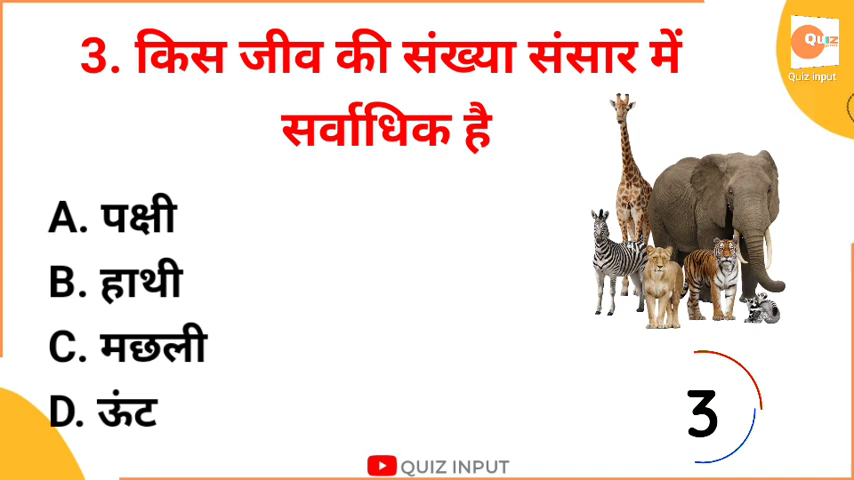 3. किस जीव की संख्या संसार में
सर्वाधिक है
Quiz
Quiz input
A. पक्षी
B. हाथी
C. मछली
D. ऊंट
3
QUIZ INPUT